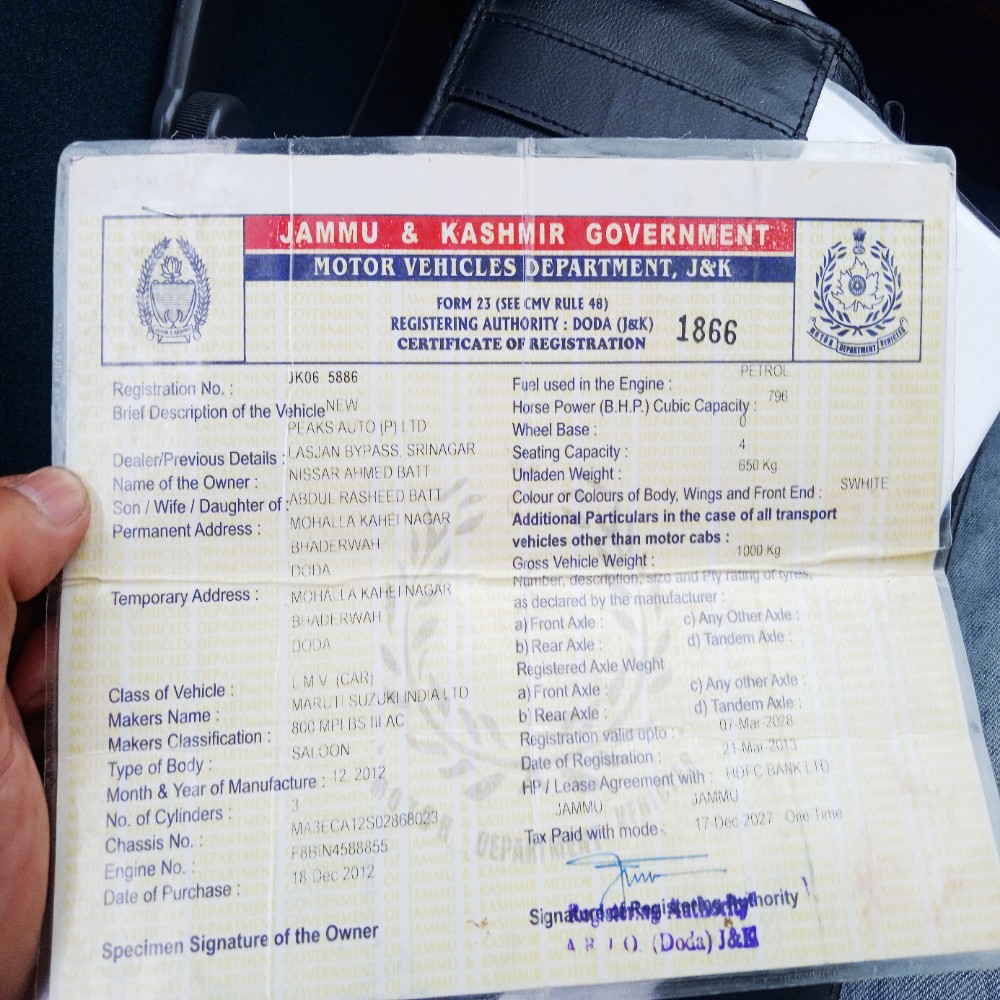 JAMMU & KASHMIR GOVERNMENT
MOTOR VEHICLES DEPARTMENT, J&K
FORM 23 (SEE CMV RULE 48)
REGISTERING AUTHORITY : DODA (J&K)
CERTIFICATE OF REGISTRATION
1866
MOTOR DEPARTMENT VEHICLES
Registration No. : JK06 5886
Brief Description of the Vehicle NEW
PEAKS AUTO (P) LTD
Dealer/Previous Details : LASJAN BYPASS, SRINAGAR
Name of the Owner : NISSAR AHMED BATT
Son / Wife / Daughter of : ABDUL RASHEED BATT
Permanent Address : MOHALLA KAHEI NAGAR
BHADERWAH
DODA
Temporary Address : MOHALLA KAHEI NAGAR
BHADERWAH
DODA
Class of Vehicle : L.M.V. (CAR)
Makers Name : MARUTI SUZUKI INDIA LTD
Makers Classification : 800 MPI BS III AC
Type of Body : SALOON
Month & Year of Manufacture : 12, 2012
No. of Cylinders : 3
Chassis No. : MA3ECA12S02868023
Engine No. : F8BIN4588855
Date of Purchase : 18-Dec-2012
Specimen Signature of the Owner
Fuel used in the Engine : PETROL
Horse Power (B.H.P.) Cubic Capacity : 796
Wheel Base : 0
Seating Capacity : 4
Unladen Weight : 650 Kg.
Colour or Colours of Body, Wings and Front End : SWHITE
Additional Particulars in the case of all transport
vehicles other than motor cabs :
Gross Vehicle Weight : 1000 Kg
Number, description, size and Ply rating of tyres,
as declared by the manufacturer :
a) Front Axle : c) Any Other Axle :
b) Rear Axle : d) Tandem Axle :
Registered Axle Weght
a) Front Axle : c) Any other Axle :
b) Rear Axle : d) Tandem Axle :
Registration valid upto : 07-Mar-2028
Date of Registration : 21-Mar-2013
HP / Lease Agreement with : HDFC BANK LTD
JAMMU JAMMU
Tax Paid with mode : 17-Dec-2027 One Time
Signature of Registering Authority
Registering Authority
(Doda) J&K
MOTOR DEPARTMENT VEHICLES